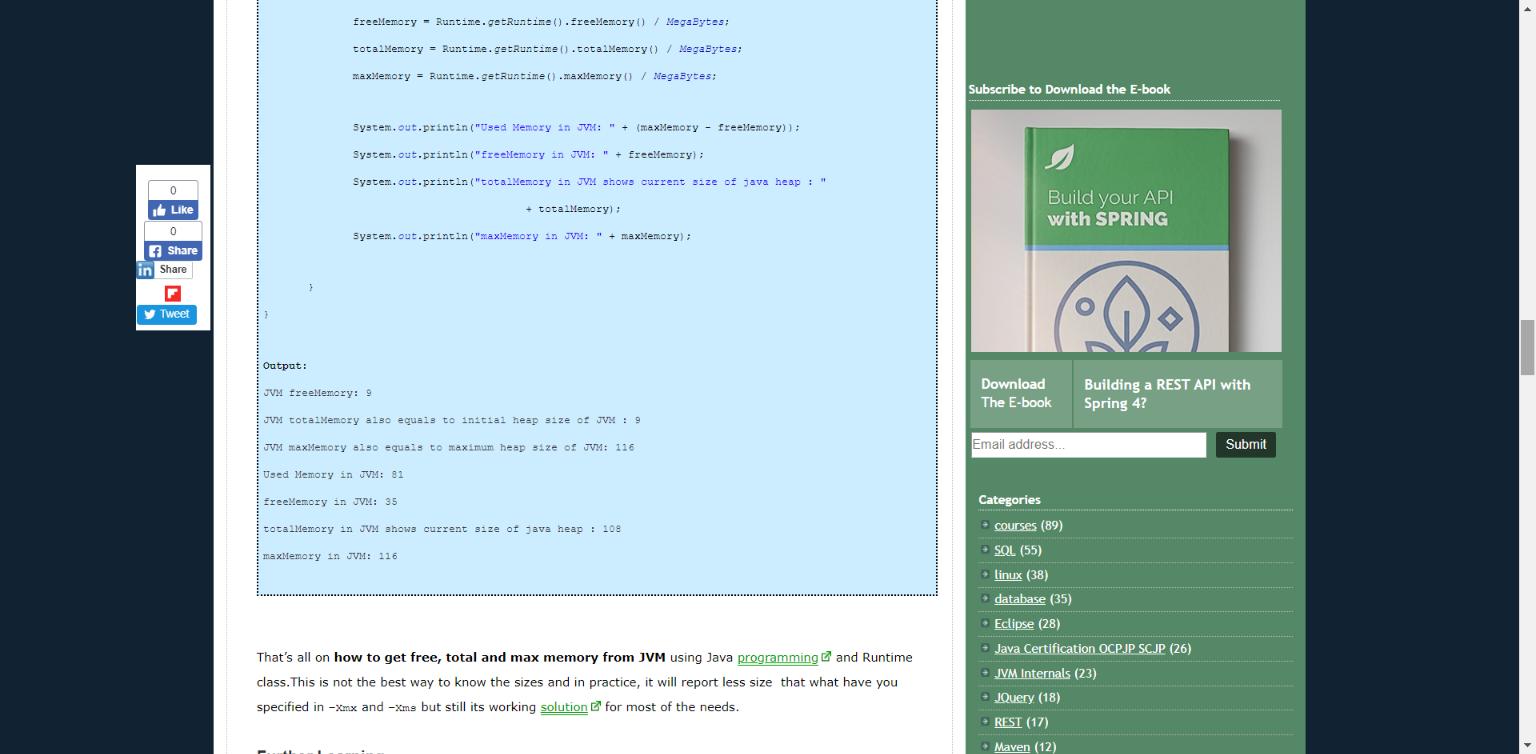 freeMemory = Runtime.getRuntime().freeMemory() / MegaBytes;
totalMemory = Runtime.getRuntime().totalMemory() / MegaBytes;
maxMemory = Runtime.getRuntime().maxMemory() / MegaBytes;
System.out.println("Used Memory in JVM: " + (maxMemory - freeMemory));
System.out.println("freeMemory in JVM: " + freeMemory);
System.out.println("totalMemory in JVM shows current size of java heap : "
+ totalMemory);
System.out.println("maxMemory in JVM: " + maxMemory);
}
}
Output:
JVM freeMemory: 9
JVM totalMemory also equals to initial heap size of JVM : 9
JVM maxMemory also equals to maximum heap size of JVM: 116
Used Memory in JVM: 81
freeMemory in JVM: 35
totalMemory in JVM shows current size of java heap : 108
maxMemory in JVM: 116
That's all on how to get free, total and max memory from JVM using Java programming and Runtime
class.This is not the best way to know the sizes and in practice, it will report less size that what have you
specified in -Xmx and -Xms but still its working solution for most of the needs.
0
Like
0
Share
in Share
Tweet
Subscribe to Download the E-book
Build your API
with SPRING
Download
The E-book
Building a REST API with
Spring 4?
Email address...
Submit
Categories
courses (89)
SQL (55)
linux (38)
database (35)
Eclipse (28)
Java Certification OCPJP SCJP (26)
JVM Internals (23)
JQuery (18)
REST (17)
Maven (12)